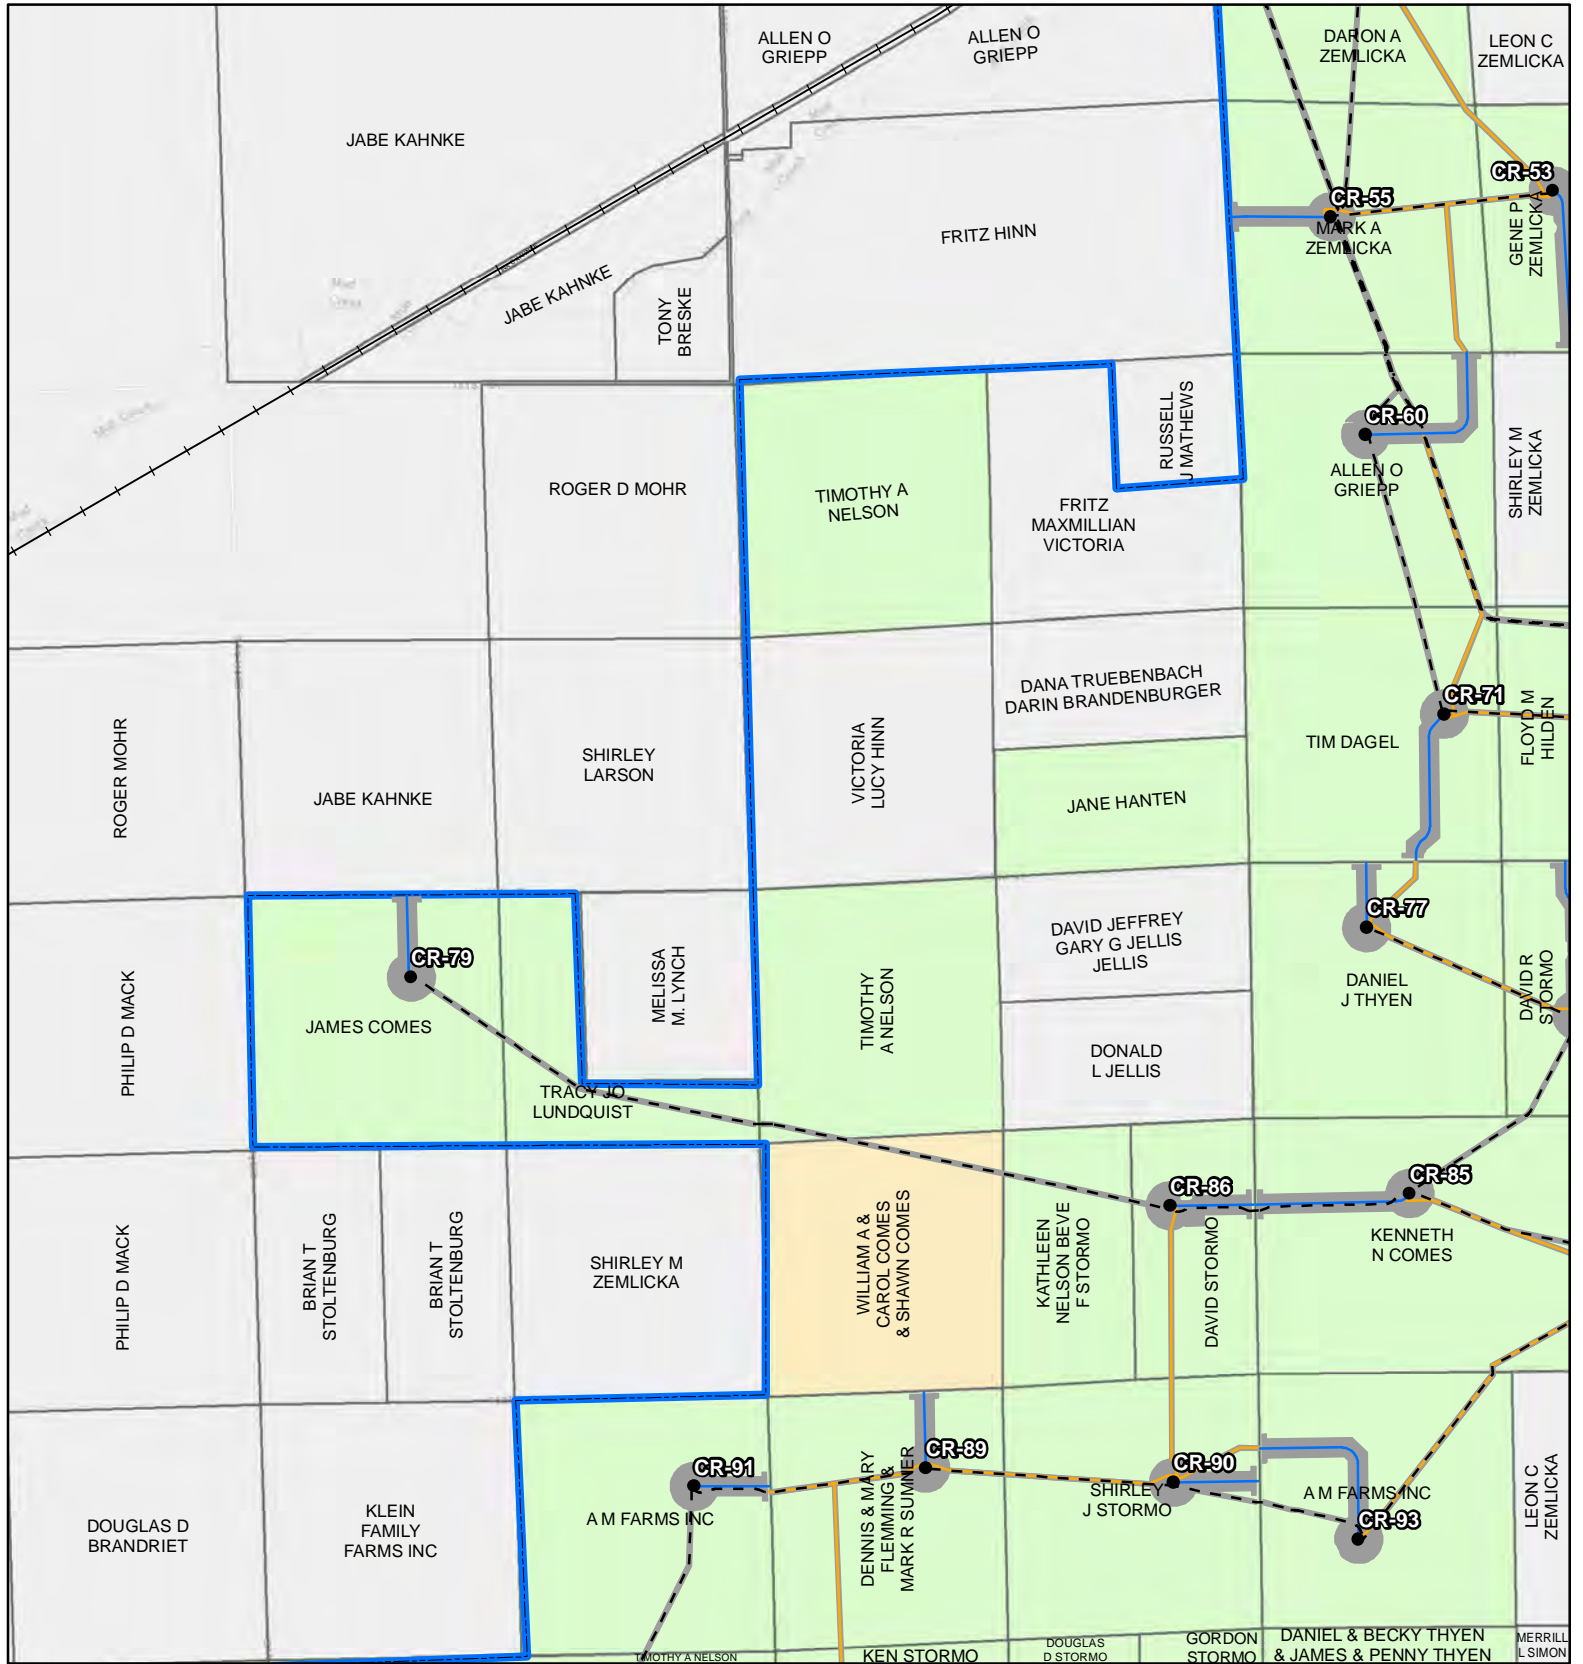 ALLEN O
GRIEPP
ALLEN O
GRIEPP
DARON A
ZEMLICKA
LEON C
ZEMLICKA
JABE KAHNKE
CR-53
CR-55
MARK A
ZEMLICKA
GENE P
ZEMLICKA
FRITZ HINN
JABE KAHNKE
TONY
BRESKE
RUSSELL
J MATHEWS
CR-60
ALLEN O
GRIEPP
SHIRLEY M
ZEMLICKA
ROGER D MOHR
TIMOTHY A
NELSON
FRITZ
MAXMILLIAN
VICTORIA
DANA TRUEBENBACH
DARIN BRANDENBURGER
CR-71
TIM DAGEL
FLOYD M
HILDEN
ROGER MOHR
JABE KAHNKE
SHIRLEY
LARSON
VICTORIA
LUCY HINN
JANE HANTEN
CR-77
DAVID JEFFREY
GARY G JELLIS
JELLIS
DANIEL
J THYEN
DAVID R
STORMO
CR-79
JAMES COMES
PHILIP D MACK
MELISSA
M. LYNCH
TIMOTHY
A NELSON
DONALD
L JELLIS
TRACY JO
LUNDQUIST
CR-86
CR-85
PHILIP D MACK
BRIAN T
STOLTENBURG
BRIAN T
STOLTENBURG
SHIRLEY M
ZEMLICKA
WILLIAM A &
CAROL COMES
& SHAWN COMES
KATHLEEN
NELSON BEVE
F STORMO
DAVID STORMO
KENNETH
N COMES
CR-91
CR-89
CR-90
A M FARMS INC
DENNIS & MARY
FLEMMING &
MARK R SUMNER
SHIRLEY
J STORMO
A M FARMS INC
CR-93
LEON C
ZEMLICKA
DOUGLAS D
BRANDRIET
KLEIN
FAMILY
FARMS INC
TIMOTHY A NELSON
KEN STORMO
DOUGLAS
D STORMO
GORDON
STORMO
DANIEL & BECKY THYEN
& JAMES & PENNY THYEN
MERRILL
L SIMON